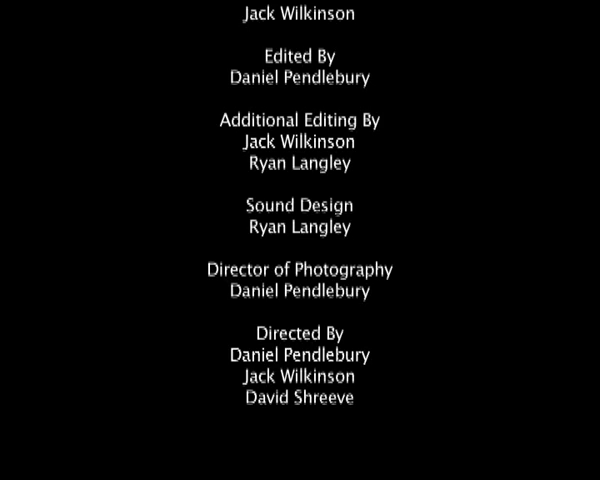 Jack Wilkinson
Edited By
Daniel Pendlebury
Additional Editing By
Jack Wilkinson
Ryan Langley
Sound Design
Ryan Langley
Director of Photography
Daniel Pendlebury
Directed By
Daniel Pendlebury
Jack Wilkinson
David Shreeve